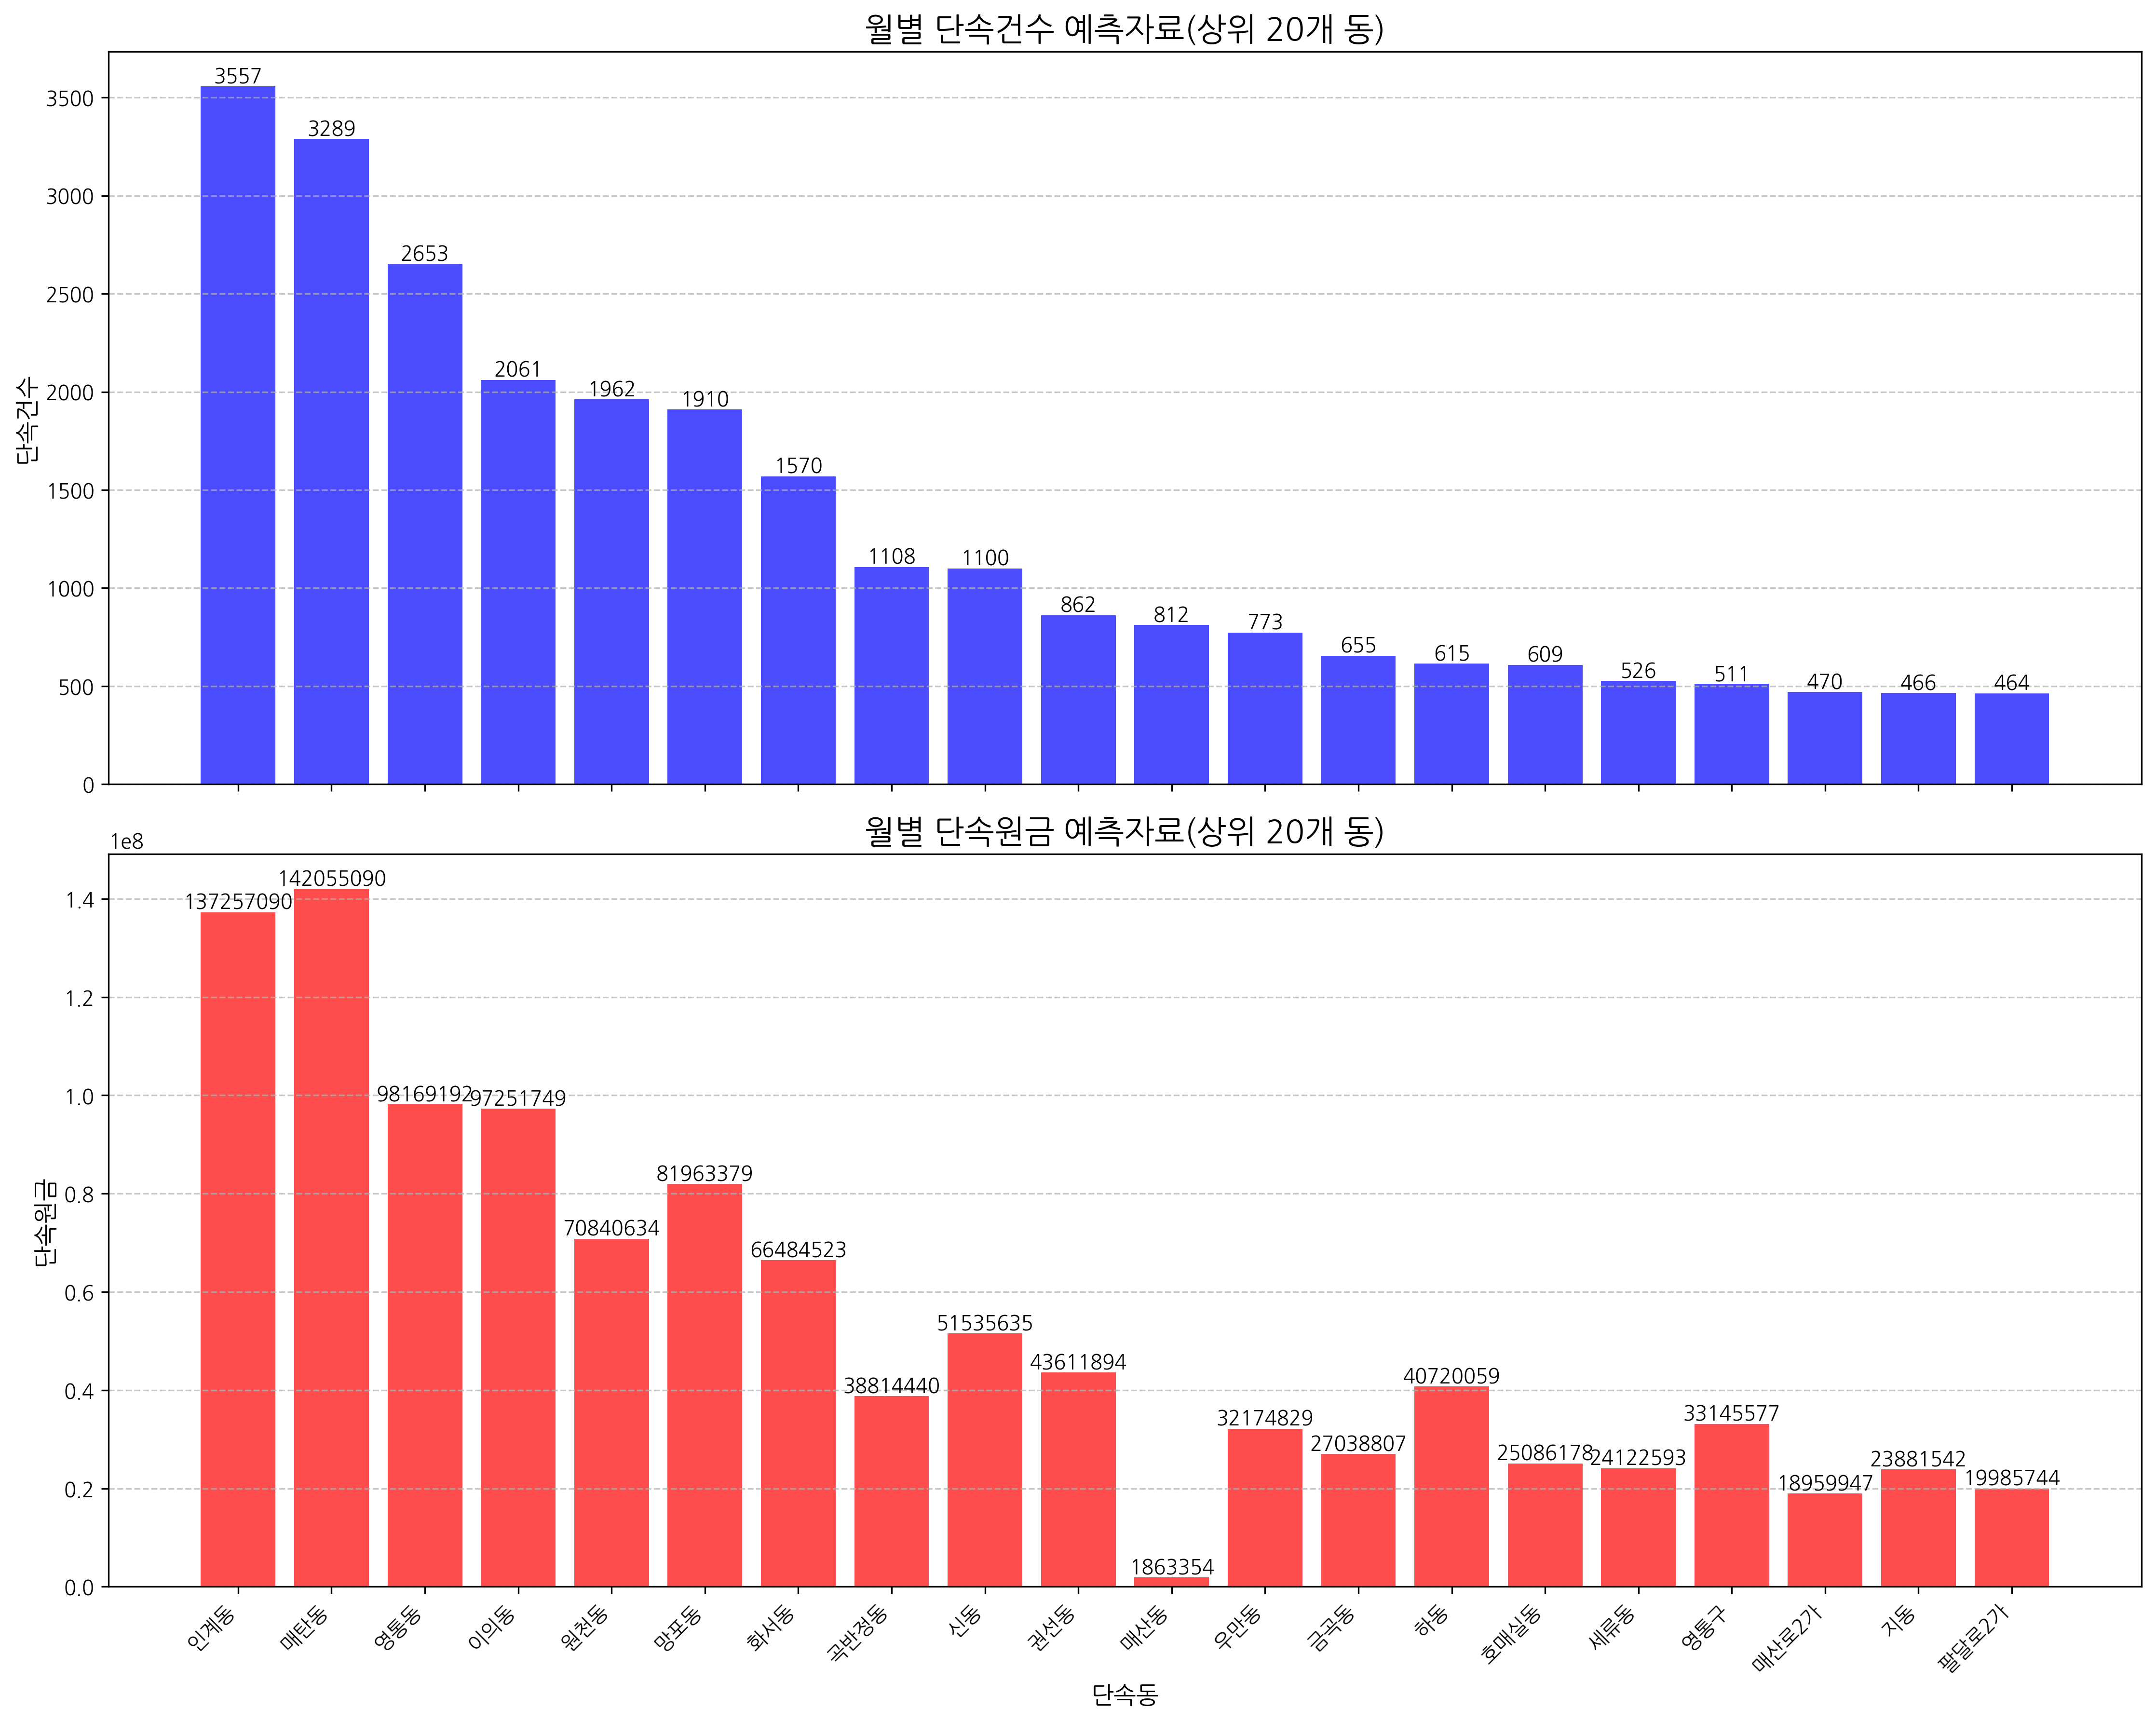 월별 단속건수 예측자료(상위 20개 동)
단속건수
3500
3000
2500
2000
1500
1000
500
0
3557
3289
2653
2061
1962
1910
1570
1108
1100
862
812
773
655
615
609
526
511
470
466
464
월별 단속원금 예측자료(상위 20개 동)
1e8
단속원금
1.4
1.2
1.0
0.8
0.6
0.4
0.2
0.0
137257090
142055090
98169192
97251749
70840634
81963379
66484523
38814440
51535635
43611894
1863354
32174829
27038807
40720059
25086178
24122593
33145577
18959947
23881542
19985744
인계동
매탄동
영통동
이의동
원천동
망포동
화서동
곡반정동
신동
권선동
매산동
우만동
금곡동
하동
호매실동
세류동
영통구
매산로2가
지동
팔달로2가
단속동